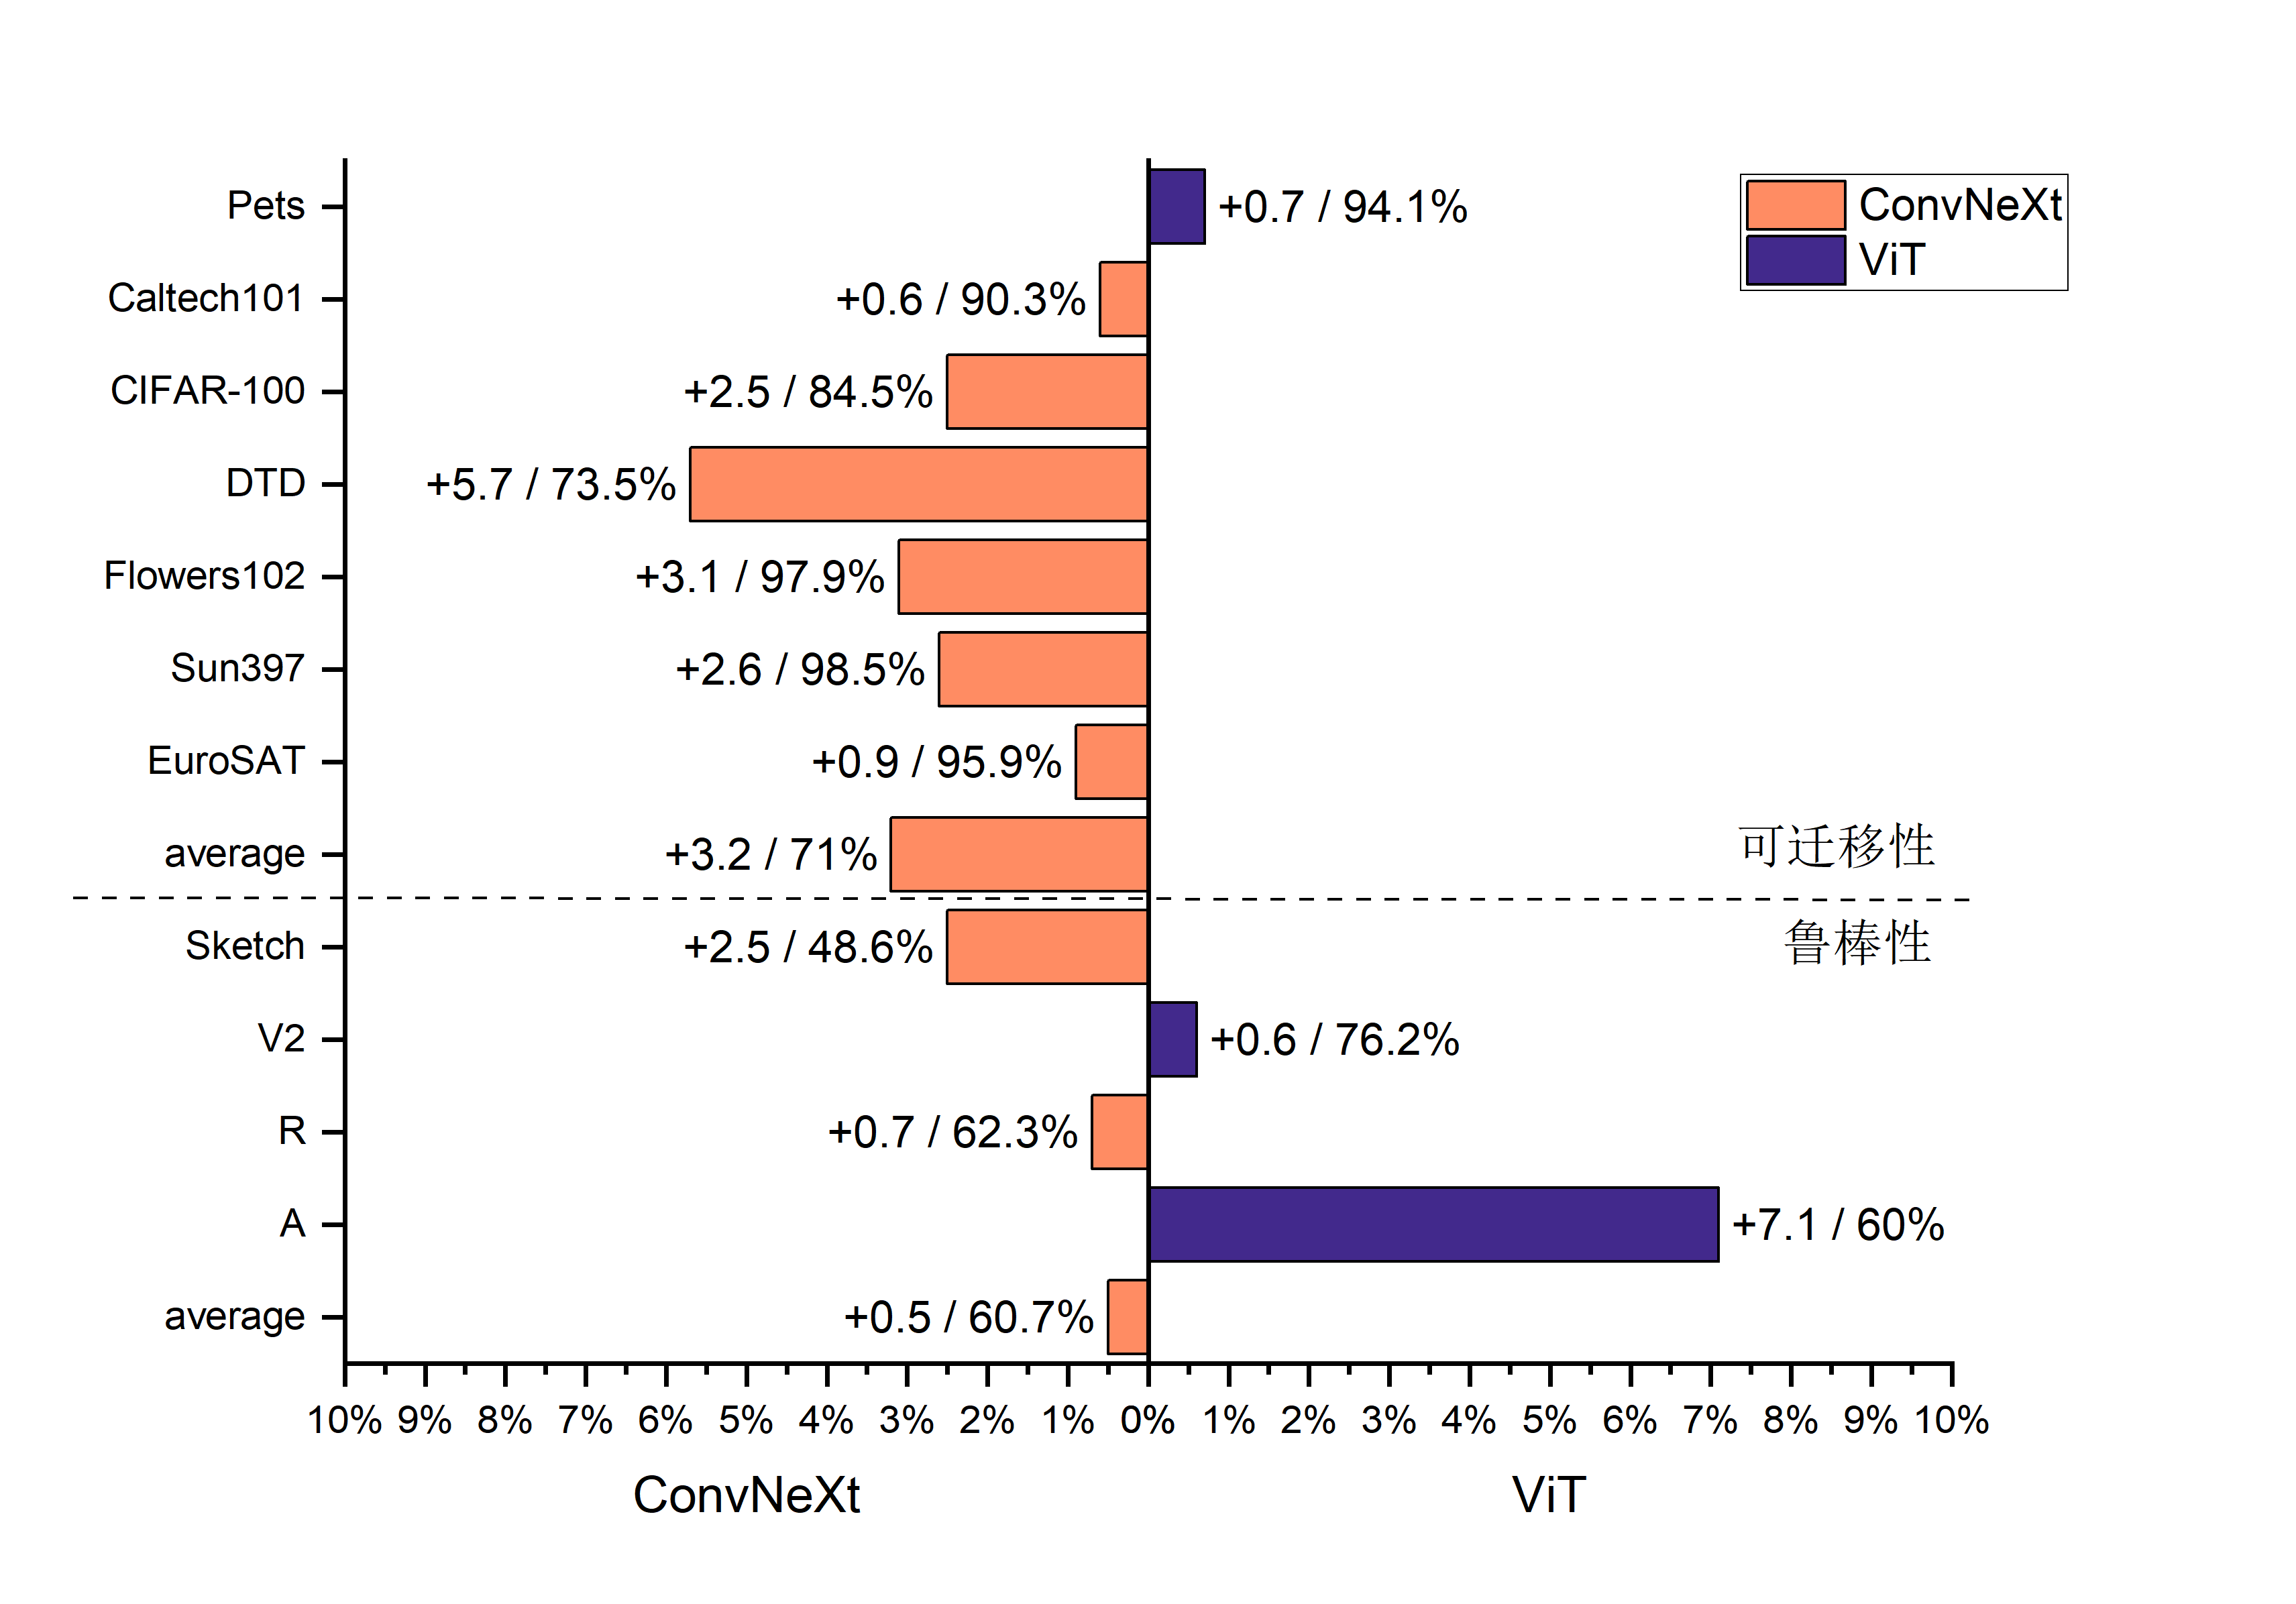 ConvNeXt
ViT
Pets +0.7 / 94.1%
Caltech101 +0.6 / 90.3%
CIFAR-100 +2.5 / 84.5%
DTD +5.7 / 73.5%
Flowers102 +3.1 / 97.9%
Sun397 +2.6 / 98.5%
EuroSAT +0.9 / 95.9%
average +3.2 / 71% 可迁移性
Sketch +2.5 / 48.6% 鲁棒性
V2 +0.6 / 76.2%
R +0.7 / 62.3%
A +7.1 / 60%
average +0.5 / 60.7%
10% 9% 8% 7% 6% 5% 4% 3% 2% 1% 0% 1% 2% 3% 4% 5% 6% 7% 8% 9% 10%
ConvNeXt ViT